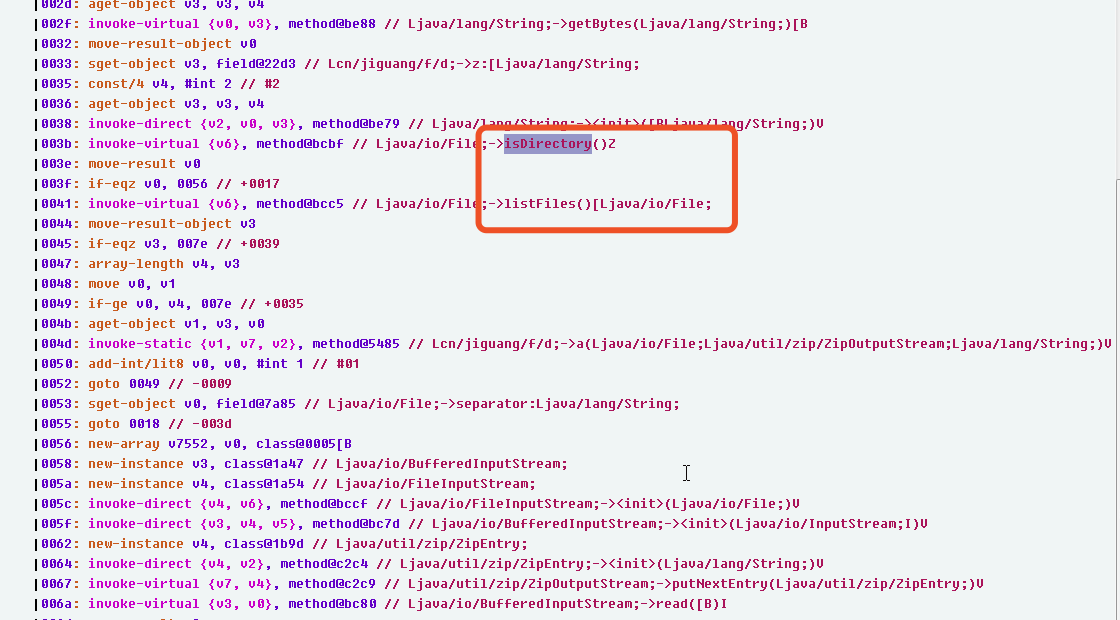 |002d: aget-object v3, v3, v4
|002f: invoke-virtual {v0, v3}, method@be88 // Ljava/lang/String;->getBytes(Ljava/lang/String;)[B
|0032: move-result-object v0
|0033: sget-object v3, field@22d3 // Lcn/jiguang/f/d;->z:[Ljava/lang/String;
|0035: const/4 v4, #int 2 // #2
|0036: aget-object v3, v3, v4
|0038: invoke-direct {v2, v0, v3}, method@be79 // Ljava/lang/String;-><init>([BLjava/lang/String;)V
|003b: invoke-virtual {v6}, method@bcbf // Ljava/io/File;->isDirectory()Z
|003e: move-result v0
|003f: if-eqz v0, 0056 // +0017
|0041: invoke-virtual {v6}, method@bcc5 // Ljava/io/File;->listFiles()[Ljava/io/File;
|0044: move-result-object v3
|0045: if-eqz v3, 007e // +0039
|0047: array-length v4, v3
|0048: move v0, v1
|0049: if-ge v0, v4, 007e // +0035
|004b: aget-object v1, v3, v0
|004d: invoke-static {v1, v7, v2}, method@5485 // Lcn/jiguang/f/d;->a(Ljava/io/File;Ljava/util/zip/ZipOutputStream;Ljava/lang/String;)V
|0050: add-int/lit8 v0, v0, #int 1 // #01
|0052: goto 0049 // -0009
|0053: sget-object v0, field@7a85 // Ljava/io/File;->separator:Ljava/lang/String;
|0055: goto 0018 // -003d
|0056: new-array v7552, v0, class@0005[B
|0058: new-instance v3, class@1a47 // Ljava/io/BufferedInputStream;
|005a: new-instance v4, class@1a54 // Ljava/io/FileInputStream;
|005c: invoke-direct {v4, v6}, method@bccf // Ljava/io/FileInputStream;-><init>(Ljava/io/File;)V
|005f: invoke-direct {v3, v4, v5}, method@bc7d // Ljava/io/BufferedInputStream;-><init>(Ljava/io/InputStream;I)V
|0062: new-instance v4, class@1b9d // Ljava/util/zip/ZipEntry;
|0064: invoke-direct {v4, v2}, method@c2c4 // Ljava/util/zip/ZipEntry;-><init>(Ljava/lang/String;)V
|0067: invoke-virtual {v7, v4}, method@c2c9 // Ljava/util/zip/ZipOutputStream;->putNextEntry(Ljava/util/zip/ZipEntry;)V
|006a: invoke-virtual {v3, v0}, method@bc80 // Ljava/io/BufferedInputStream;->read([B)I